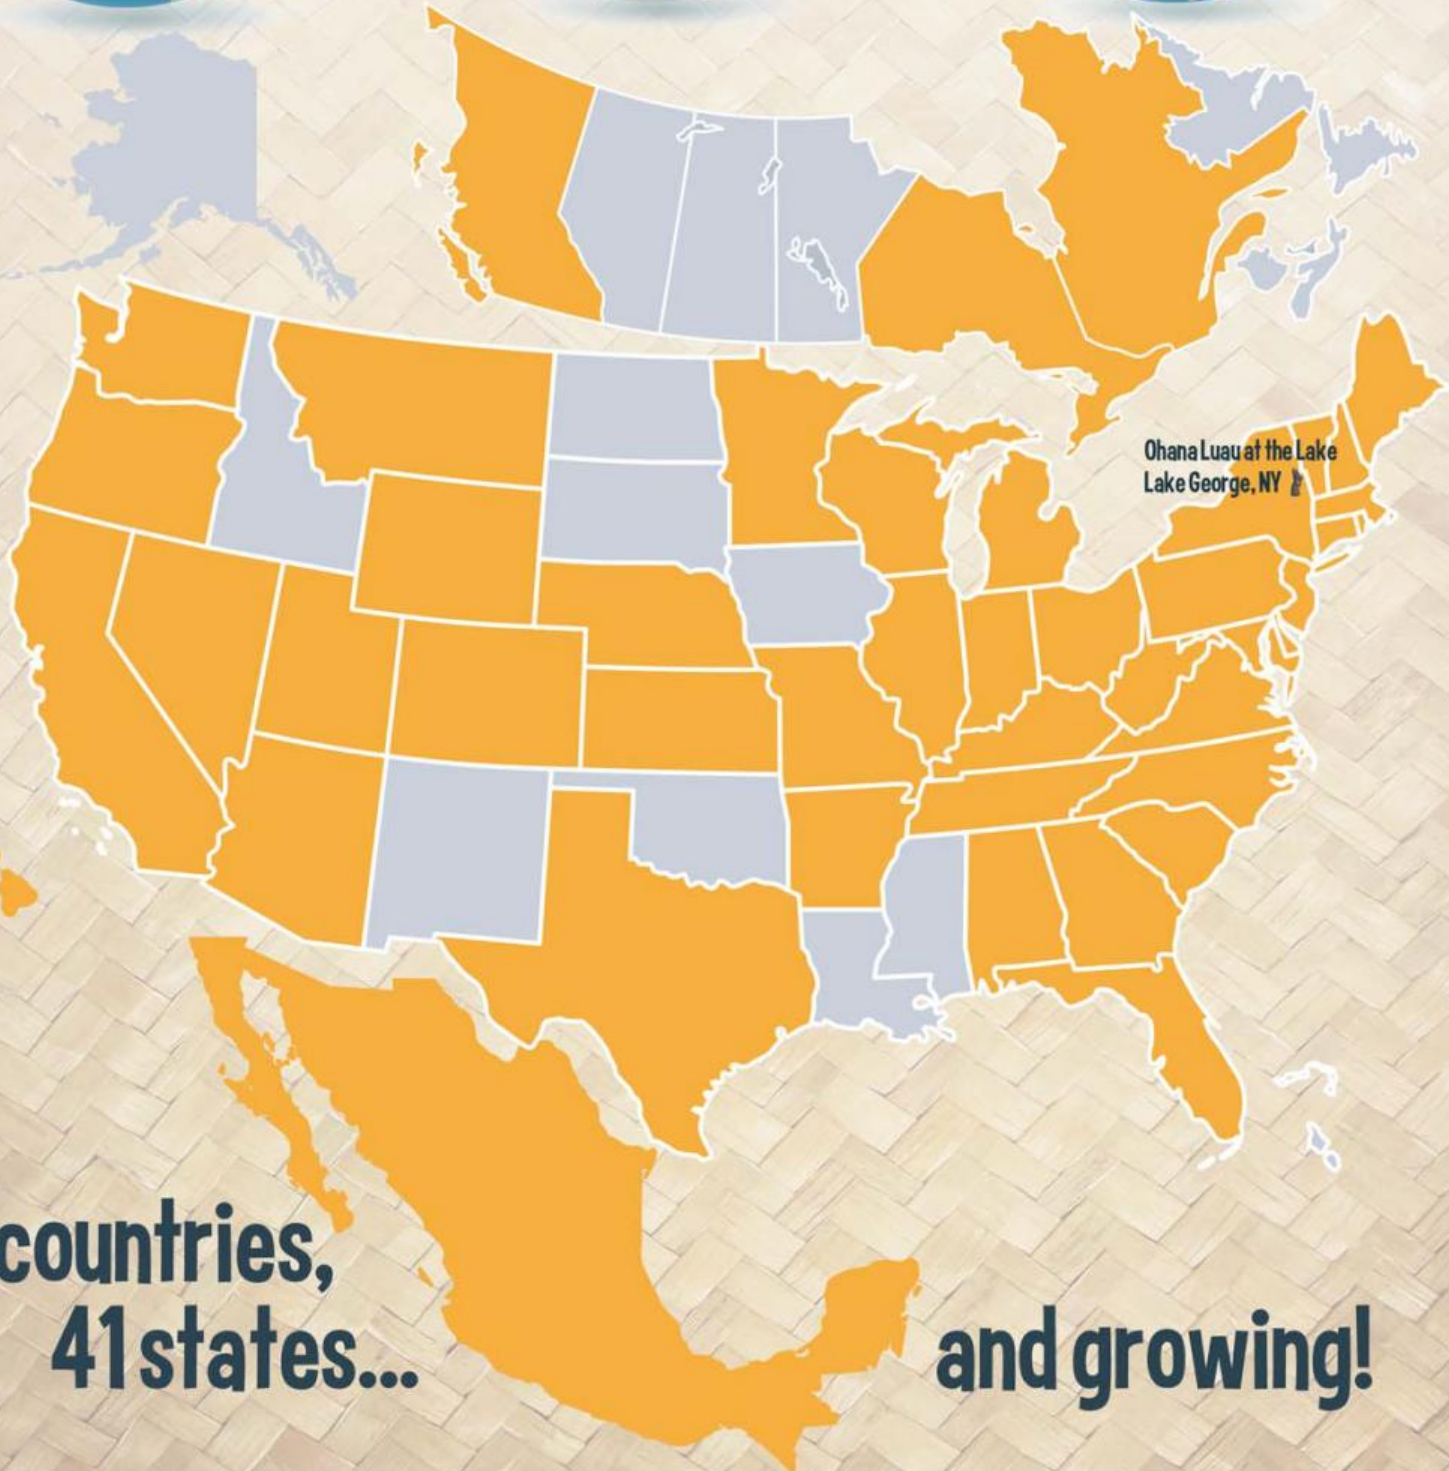 Ohana Luau at the Lake
Lake George, NY
countries,
41 states...
and growing!